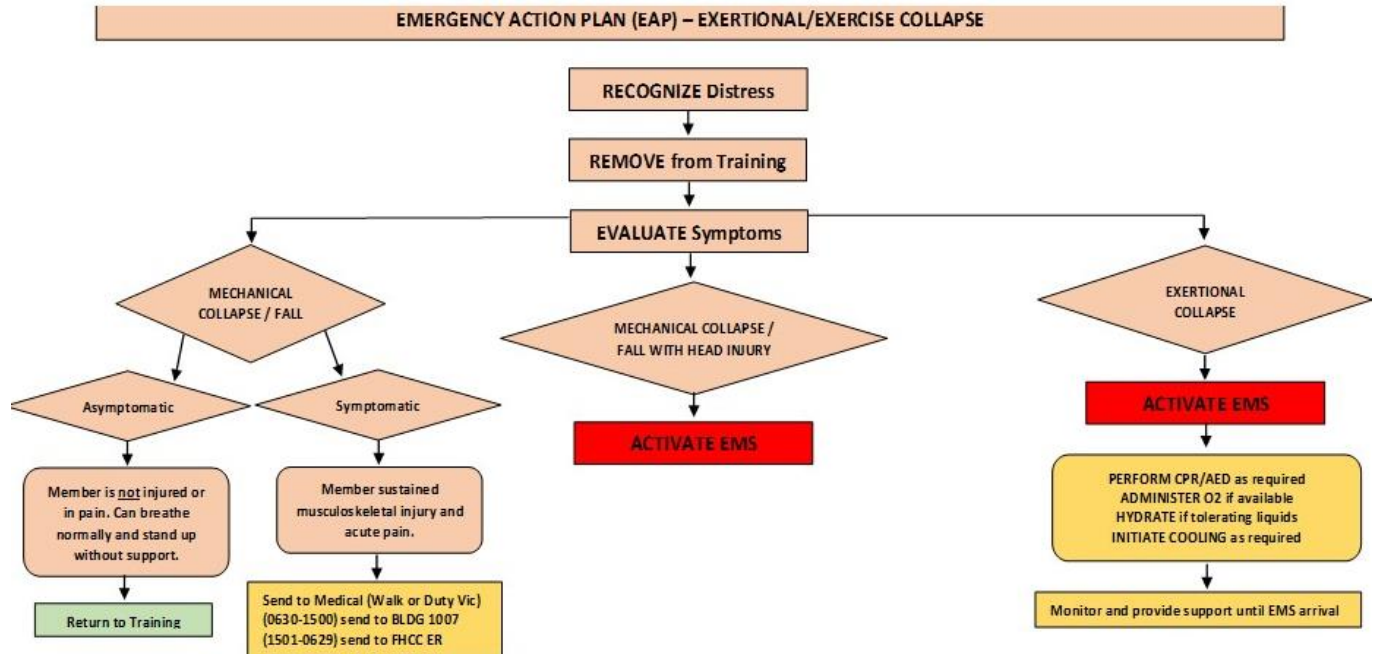 EMERGENCY ACTION PLAN (EAP) – EXERTIONAL/EXERCISE COLLAPSE
RECOGNIZE Distress
REMOVE from Training
EVALUATE Symptoms
MECHANICAL
COLLAPSE / FALL
Asymptomatic
Member is not injured or
in pain. Can breathe
normally and stand up
without support.
Return to Training
Symptomatic
Member sustained
musculoskeletal injury and
acute pain.
Send to Medical (Walk or Duty Vic)
(0630-1500) send to BLDG 1007
(1501-0629) send to FHCC ER
MECHANICAL COLLAPSE /
FALL WITH HEAD INJURY
ACTIVATE EMS
EXERTIONAL
COLLAPSE
ACTIVATE EMS
PERFORM CPR/AED as required
ADMINISTER O2 if available
HYDRATE if tolerating liquids
INITIATE COOLING as required
Monitor and provide support until EMS arrival